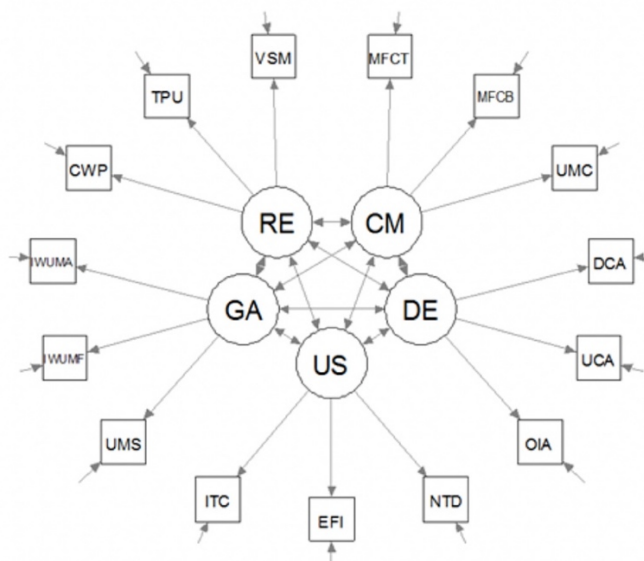 VSM
MFCT
TPU
MFCB
CWP
UMC
RE
CM
IWUMA
DCA
GA
DE
IWUMF
UCA
US
UMS
OIA
ITC
EFI
NTD